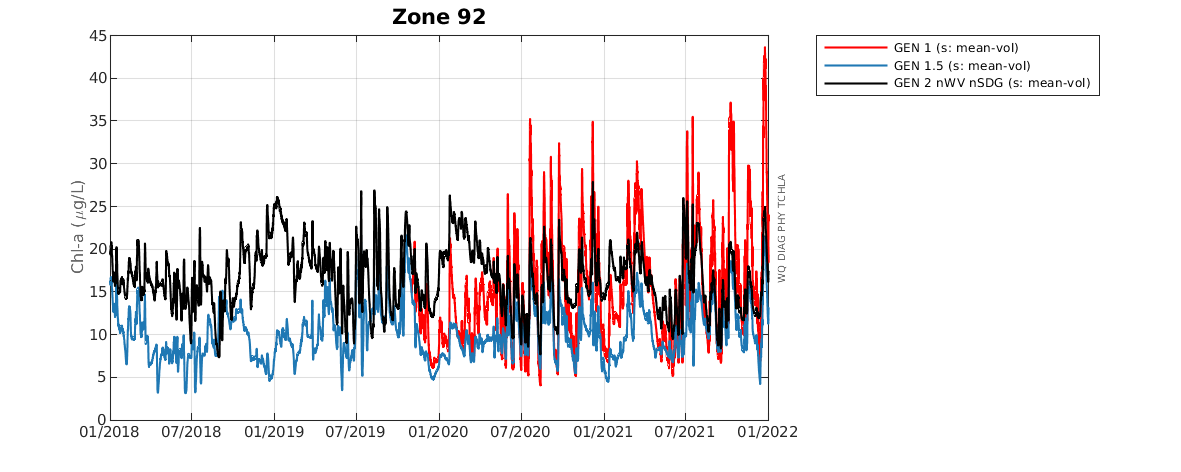 Zone 92
Chl-a (μg/L)
45
40
35
30
25
20
15
10
5
0
01/2018 07/2018 01/2019 07/2019 01/2020 07/2020 01/2021 07/2021 01/2022
WQ DIAG PHY TCHLA
GEN 1 (s: mean-vol)
GEN 1.5 (s: mean-vol)
GEN 2 nWV nSDG (s: mean-vol)